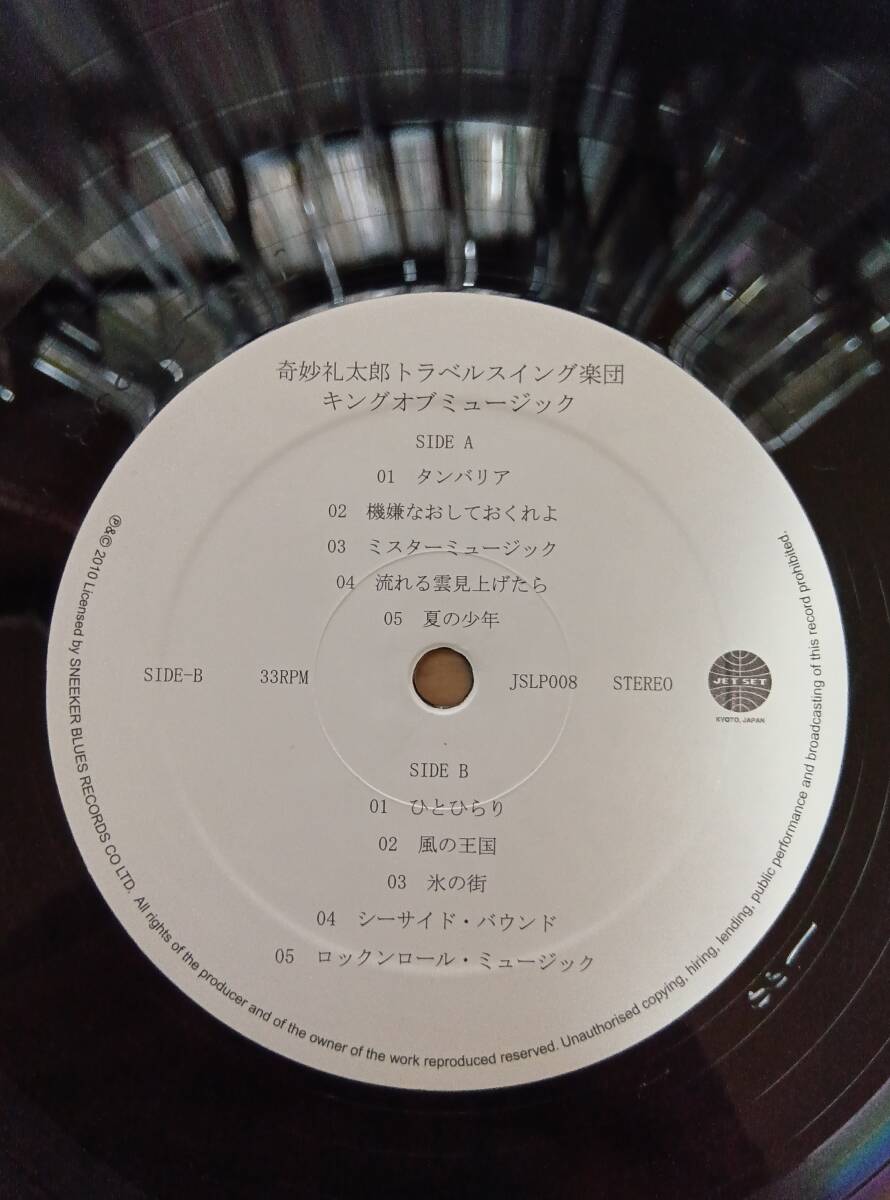 奇妙礼太郎トラベルスイング楽団
キングオブミュージック
SIDE A
01 タンバリア
02 機嫌なおしておくれよ
03 ミスターミュージック
04 流れる雲見上げたら
05 夏の少年
SIDE-B 33RPM JSLP008 STEREO
JET SET
KYOTO, JAPAN
SIDE B
01 ひとひらり
02 風の王国
03 氷の街
04 シーサイド・バウンド
05 ロックンロール・ミュージック
℗&© 2010 Licensed by SNEEKER BLUES RECORDS CO LTD. All rights of the producer and of the owner of the work reproduced reserved. Unauthorised copying, hiring, lending, public performance and broadcasting of this record prohibited.